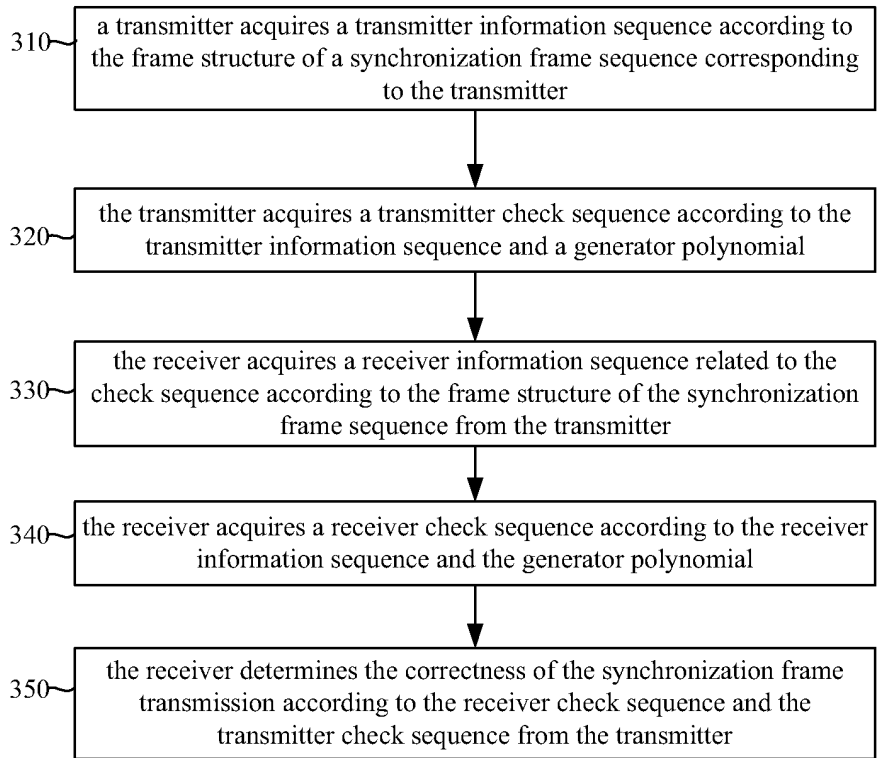 310
a transmitter acquires a transmitter information sequence according to
the frame structure of a synchronization frame sequence corresponding
to the transmitter
320
the transmitter acquires a transmitter check sequence according to the
transmitter information sequence and a generator polynomial
330
the receiver acquires a receiver information sequence related to the
check sequence according to the frame structure of the synchronization
frame sequence from the transmitter
340
the receiver acquires a receiver check sequence according to the receiver
information sequence and the generator polynomial
350
the receiver determines the correctness of the synchronization frame
transmission according to the receiver check sequence and the
transmitter check sequence from the transmitter